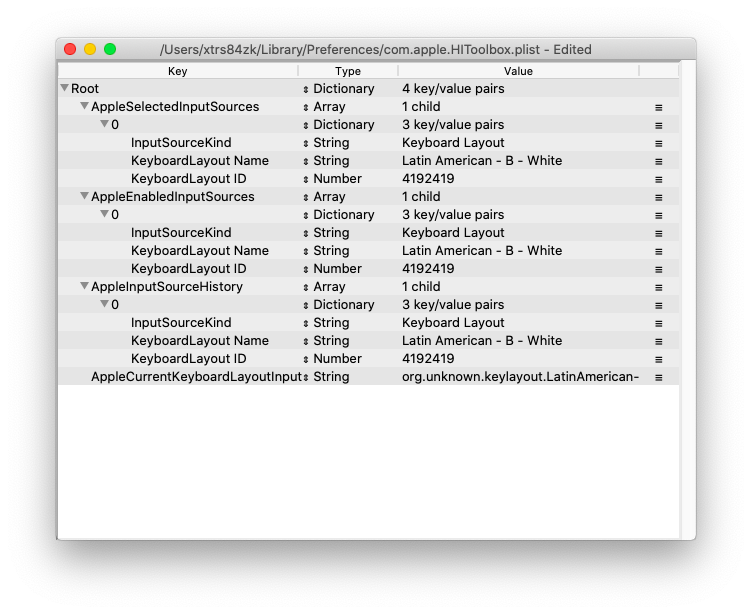 /Users/xtrs84zk/Library/Preferences/com.apple.HIToolbox.plist - Edited
Key Type Value
Root Dictionary 4 key/value pairs
AppleSelectedInputSources Array 1 child
0 Dictionary 3 key/value pairs
InputSourceKind String Keyboard Layout
KeyboardLayout Name String Latin American - B - White
KeyboardLayout ID Number 4192419
AppleEnabledInputSources Array 1 child
0 Dictionary 3 key/value pairs
InputSourceKind String Keyboard Layout
KeyboardLayout Name String Latin American - B - White
KeyboardLayout ID Number 4192419
AppleInputSourceHistory Array 1 child
0 Dictionary 3 key/value pairs
InputSourceKind String Keyboard Layout
KeyboardLayout Name String Latin American - B - White
KeyboardLayout ID Number 4192419
AppleCurrentKeyboardLayoutInput String org.unknown.keylayout.LatinAmerican-